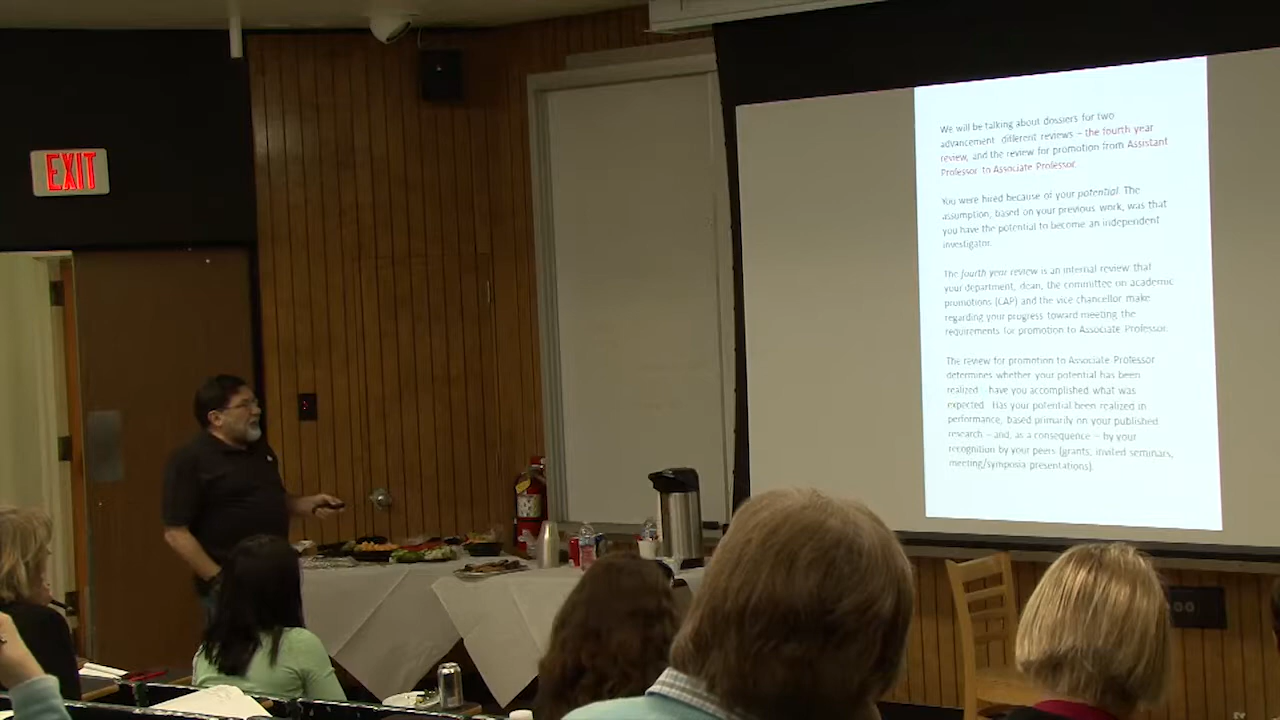 EXIT
We will be talking about dossiers for two
advancement different reviews – the fourth year
review, and the review for promotion from Assistant
Professor to Associate Professor.
You were hired because of your potential. The
assumption, based on your previous work, was that
you have the potential to become an independent
investigator.
The fourth year review is an internal review that
your department, dean, the committee on academic
promotions (CAP) and the vice chancellor make
regarding your progress toward meeting the
requirements for promotion to Associate Professor.
The review for promotion to Associate Professor
determines whether your potential has been
realized have you accomplished what was
expected Has your potential been realized in
performance, based primarily on your published
research – and, as a consequence – by your
recognition by your peers (grants, invited seminars,
meeting/symposia presentations).